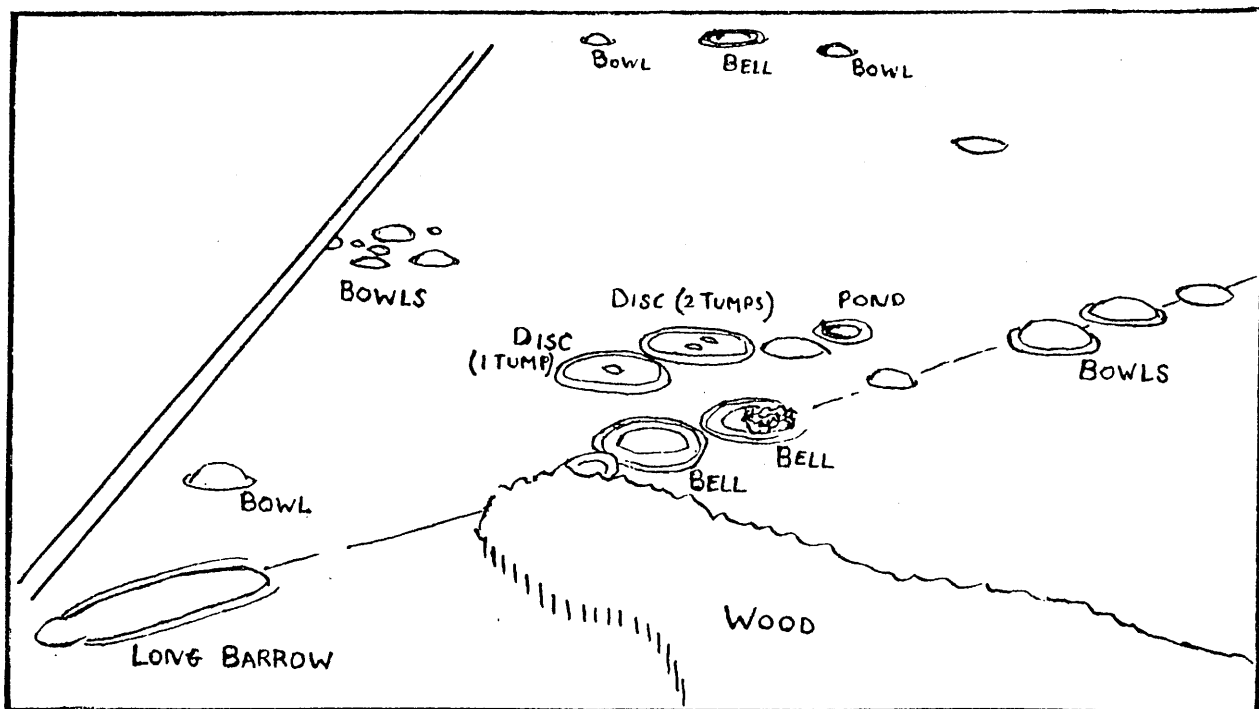 BOWL
BELL
BOWL
BOWLS
DISC (2 TUMPS)
POND
DISC
(1 TUMP)
BOWLS
BELL
BELL
BOWL
WOOD
LONG BARROW